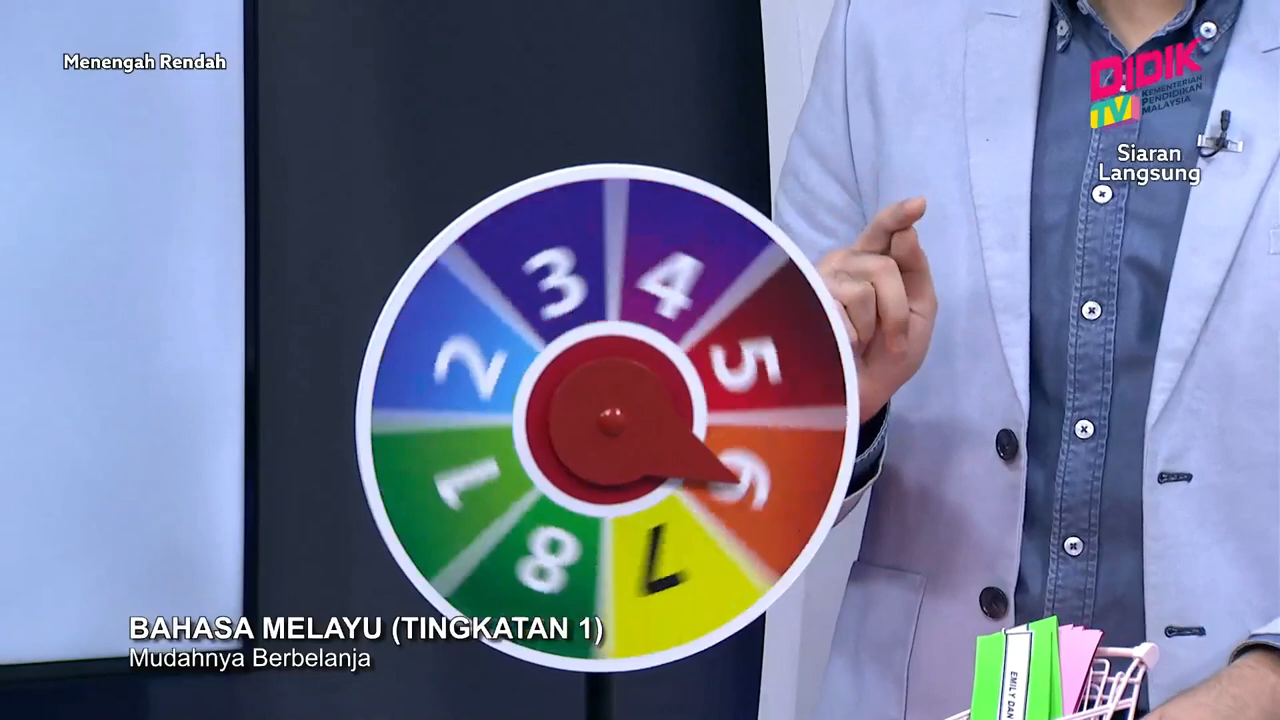 Menengah Rendah
DIDIK
TV
KEMENTERIAN
PENDIDIKAN
MALAYSIA
Siaran
Langsung
3
4
2
5
1
6
8
7
BAHASA MELAYU (TINGKATAN 1)
Mudahnya Berbelanja
EMILY DAN